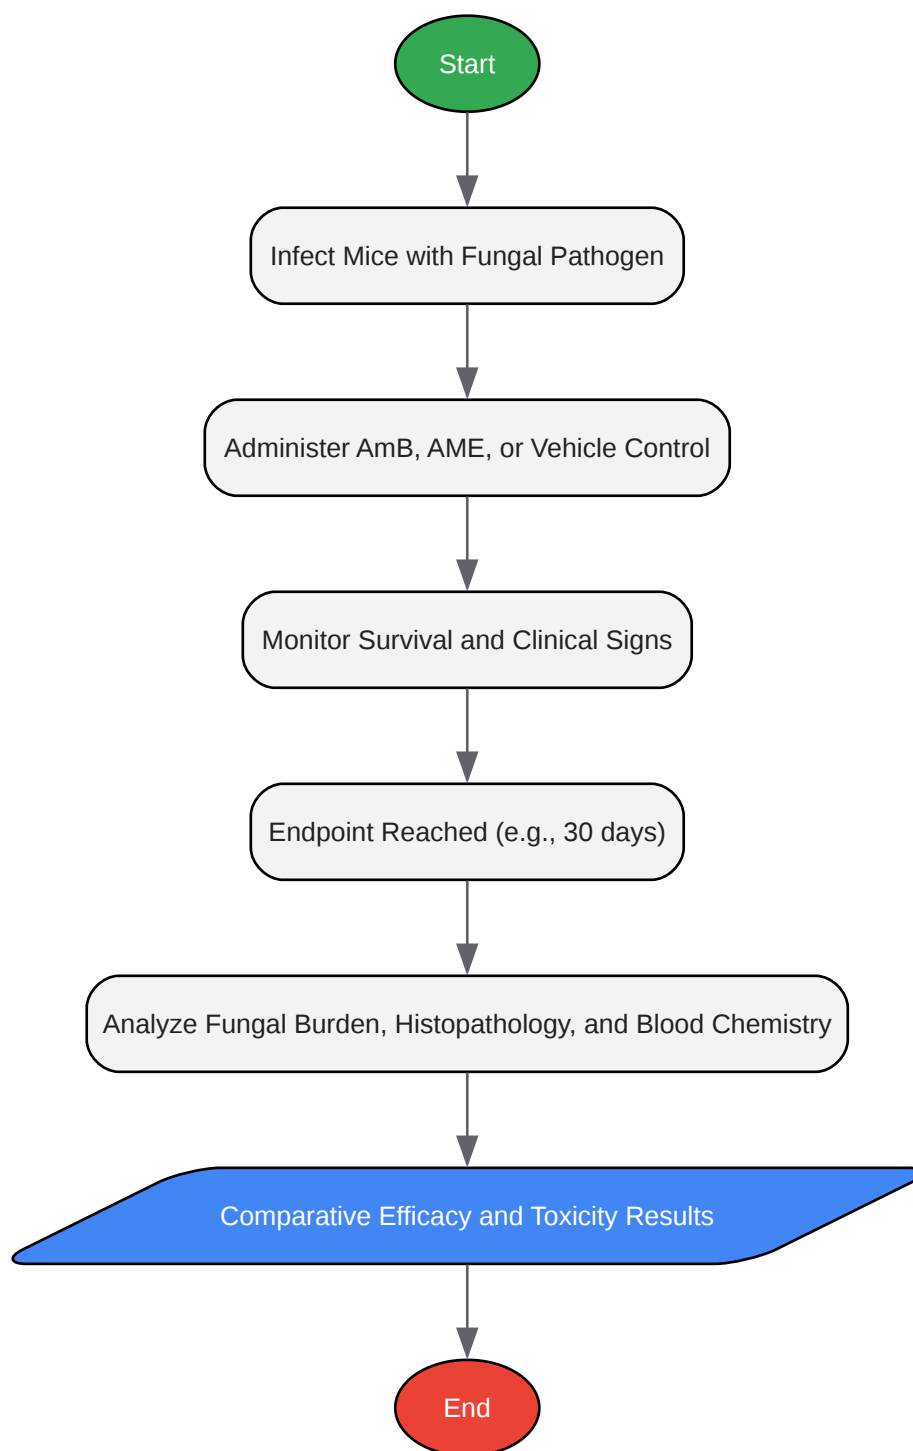 Start
Infect Mice with Fungal Pathogen
Administer AmB, AME, or Vehicle Control
Monitor Survival and Clinical Signs
Endpoint Reached (e.g., 30 days)
Analyze Fungal Burden, Histopathology, and Blood Chemistry
Comparative Efficacy and Toxicity Results
End